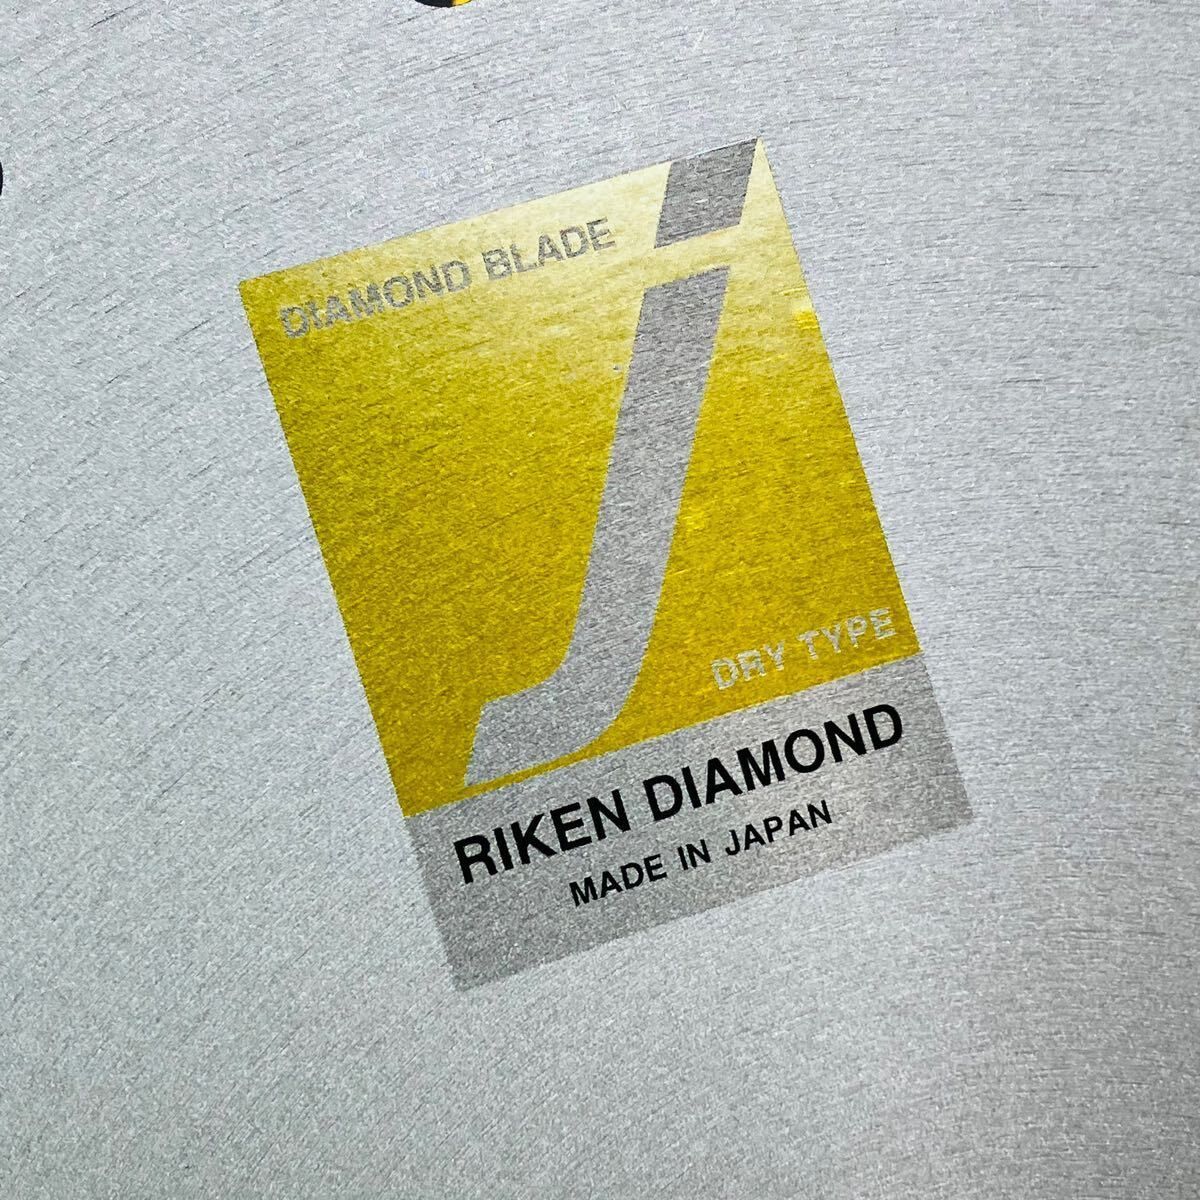 DIAMOND BLADE
j
DRY TYPE
RIKEN DIAMOND
MADE IN JAPAN